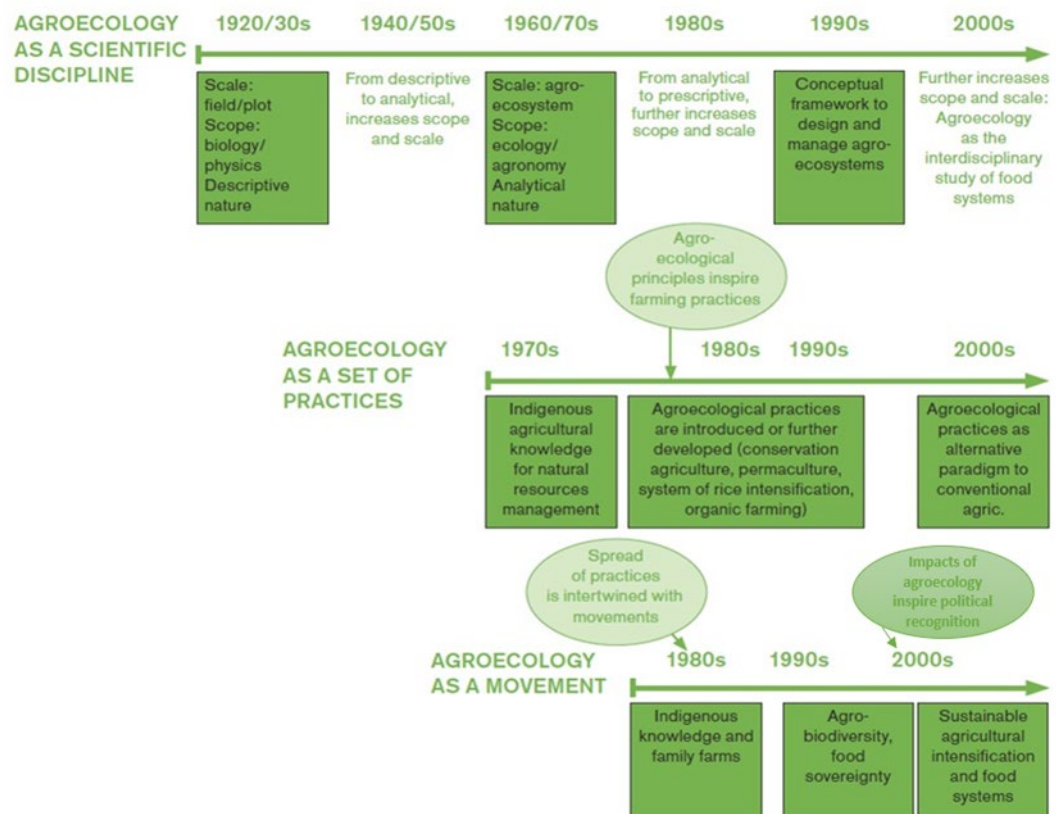 AGROECOLOGY
AS A SCIENTIFIC
DISCIPLINE
1920/30s
1940/50s
1960/70s
1980s
1990s
2000s
Scale:
field/plot
Scope:
biology/
physics
Descriptive
nature
From descriptive
to analytical,
increases scope
and scale
Scale: agro-
ecosystem
Scope:
ecology/
agronomy
Analytical
nature
From analytical
to prescriptive,
further increases
scope and scale
Conceptual
framework to
design and
manage agro-
ecosystems
Further increases
scope and scale:
Agroecology
as the
interdisciplinary
study of food
systems
Agro-
ecological
principles inspire
farming practices
AGROECOLOGY
AS A SET OF
PRACTICES
1970s
1980s
1990s
2000s
Indigenous
agricultural
knowledge
for natural
resources
management
Agroecological practices
are introduced or further
developed (conservation
agriculture, permaculture,
system of rice intensification,
organic farming)
Agroecological
practices as
alternative
paradigm to
conventional
agric.
Spread
of practices
is intertwined with
movements
Impacts of
agroecology
inspire political
recognition
AGROECOLOGY
AS A MOVEMENT
1980s
1990s
2000s
Indigenous
knowledge and
family farms
Agro-
biodiversity,
food
sovereignty
Sustainable
agricultural
intensification
and food
systems